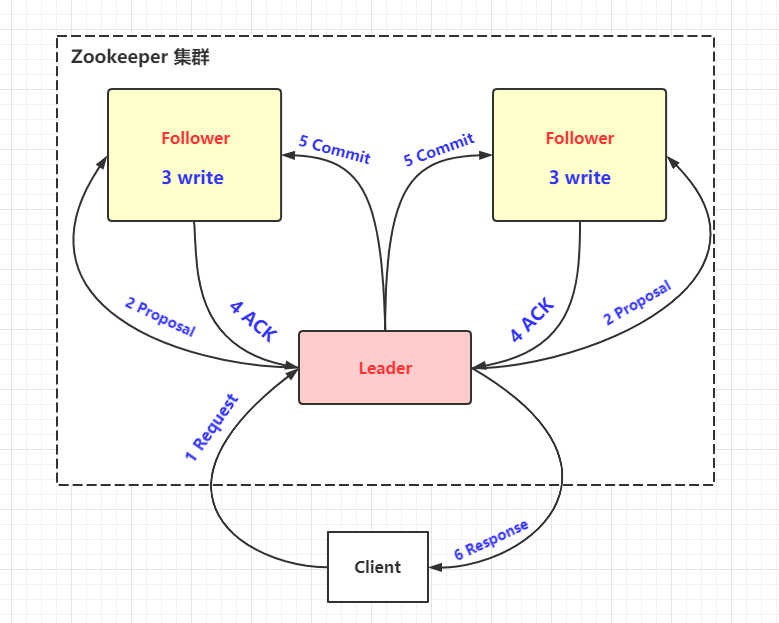 Zookeeper 集群
Follower
3 write
Follower
3 write
5 Commit
5 Commit
2 Proposal
4 ACK
4 ACK
2 Proposal
Leader
1 Request
6 Response
Client